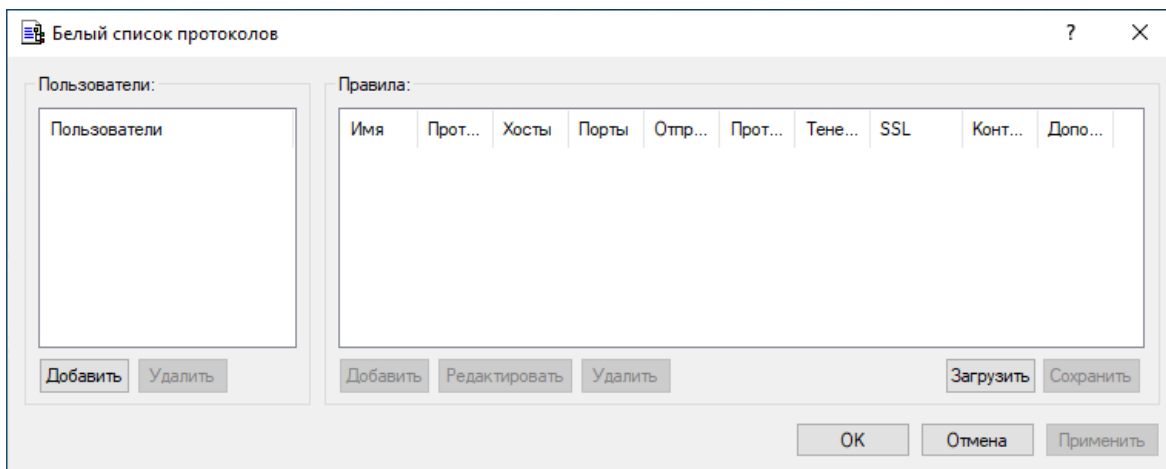 Белый список протоколов ?
Пользователи:
Пользователи
Добавить Удалить
Правила:
Имя Прот... Хосты Порты Отпр... Прот... Тене... SSL Конт... Допо...
Добавить Редактировать Удалить Загрузить Сохранить
OK Отмена Применить